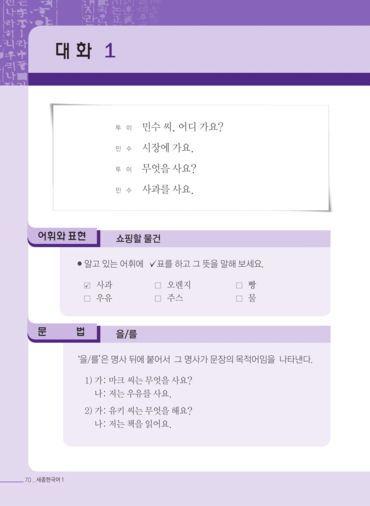 대화 1
투 이 민수 씨, 어디 가요?
민 수 시장에 가요.
투 이 무엇을 사요?
민 수 사과를 사요.
어휘와 표현 쇼핑할 물건
● 알고 있는 어휘에 ✓표를 하고 그 뜻을 말해 보세요.
☑ 사과 □ 오렌지 □ 빵
□ 우유 □ 주스 □ 물
문 법 을/를
'을/를'은 명사 뒤에 붙어서 그 명사가 문장의 목적어임을 나타낸다.
1) 가: 마크 씨는 무엇을 사요?
나: 저는 우유를 사요.
2) 가: 유키 씨는 무엇을 해요?
나: 저는 책을 읽어요.
70 _ 세종한국어 1